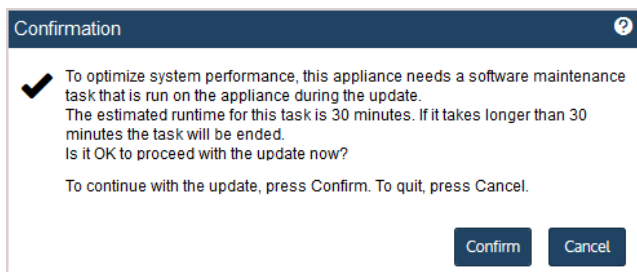 Confirmation
?
To optimize system performance, this appliance needs a software maintenance
task that is run on the appliance during the update.
The estimated runtime for this task is 30 minutes. If it takes longer than 30
minutes the task will be ended.
Is it OK to proceed with the update now?
To continue with the update, press Confirm. To quit, press Cancel.
Confirm
Cancel